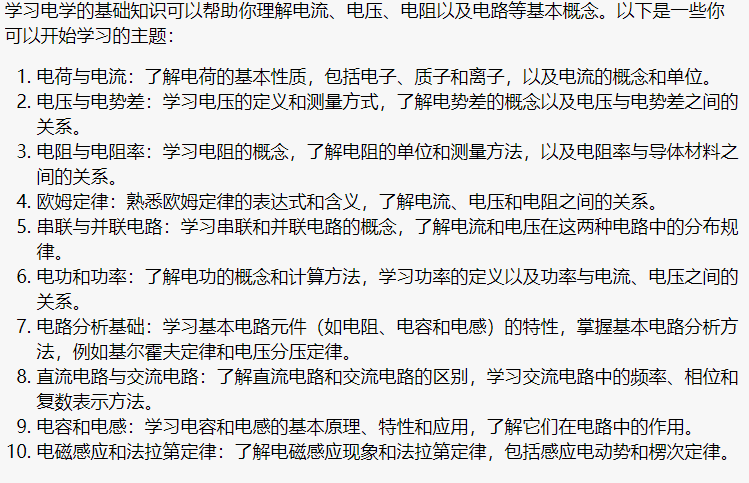 学习电学的基础知识可以帮助你理解电流、电压、电阻以及电路等基本概念。以下是一些你
可以开始学习的主题：
1. 电荷与电流：了解电荷的基本性质，包括电子、质子和离子，以及电流的概念和单位。
2. 电压与电势差：学习电压的定义和测量方式，了解电势差的概念以及电压与电势差之间的
关系。
3. 电阻与电阻率：学习电阻的概念，了解电阻的单位和测量方法，以及电阻率与导体材料之
间的关系。
4. 欧姆定律：熟悉欧姆定律的表达式和含义，了解电流、电压和电阻之间的关系。
5. 串联与并联电路：学习串联和并联电路的概念，了解电流和电压在这两种电路中的分布规
律。
6. 电功和功率：了解电功的概念和计算方法，学习功率的定义以及功率与电流、电压之间的
关系。
7. 电路分析基础：学习基本电路元件（如电阻、电容和电感）的特性，掌握基本电路分析方
法，例如基尔霍夫定律和电压分压定律。
8. 直流电路与交流电路：了解直流电路和交流电路的区别，学习交流电路中的频率、相位和
复数表示方法。
9. 电容和电感：学习电容和电感的基本原理、特性和应用，了解它们在电路中的作用。
10. 电磁感应和法拉第定律：了解电磁感应现象和法拉第定律，包括感应电动势和楞次定律。